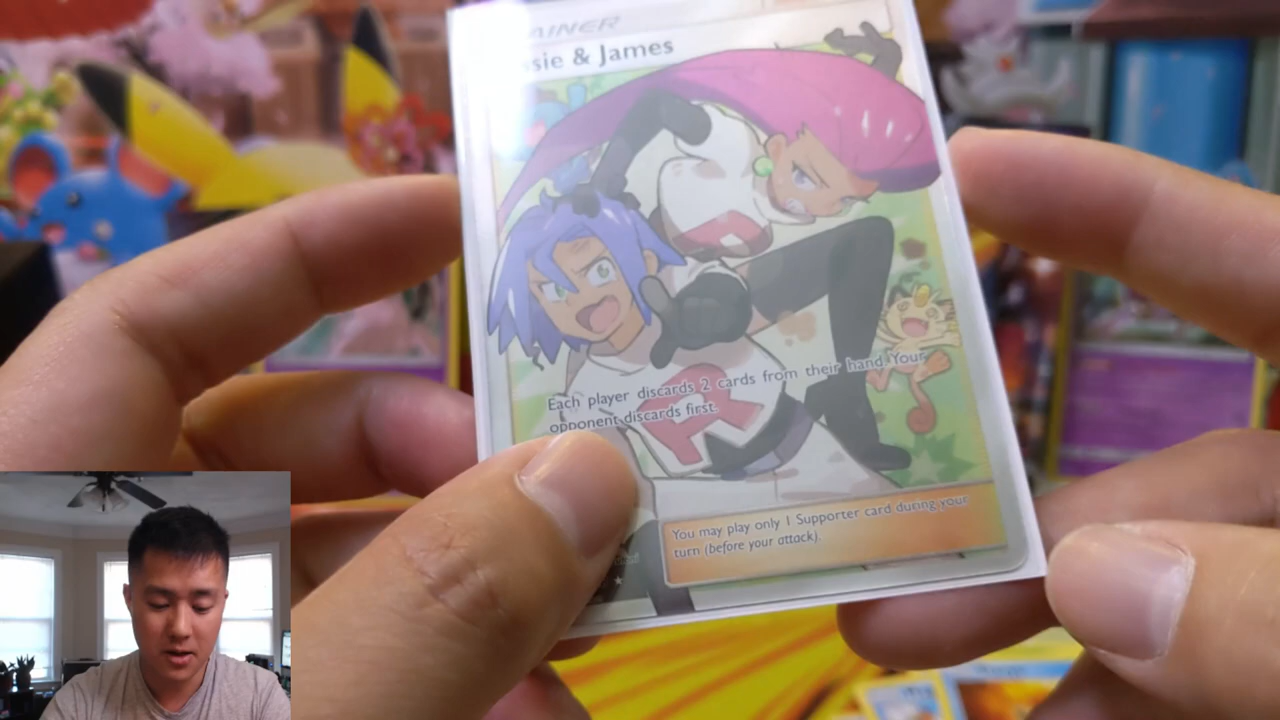 AINER
sie & James
Each player discards 2 cards from their hand. Your
opponent discards first.
You may play only 1 Supporter card during your
turn (before your attack).